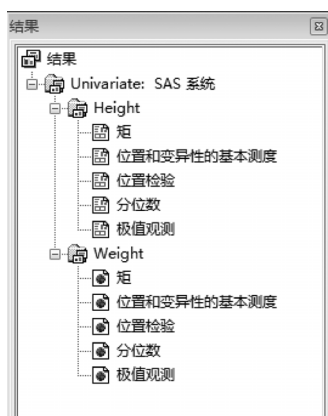 结果
结果
Univariate: SAS 系统
Height
矩
位置和变异性的基本测度
位置检验
分位数
极值观测
Weight
矩
位置和变异性的基本测度
位置检验
分位数
极值观测